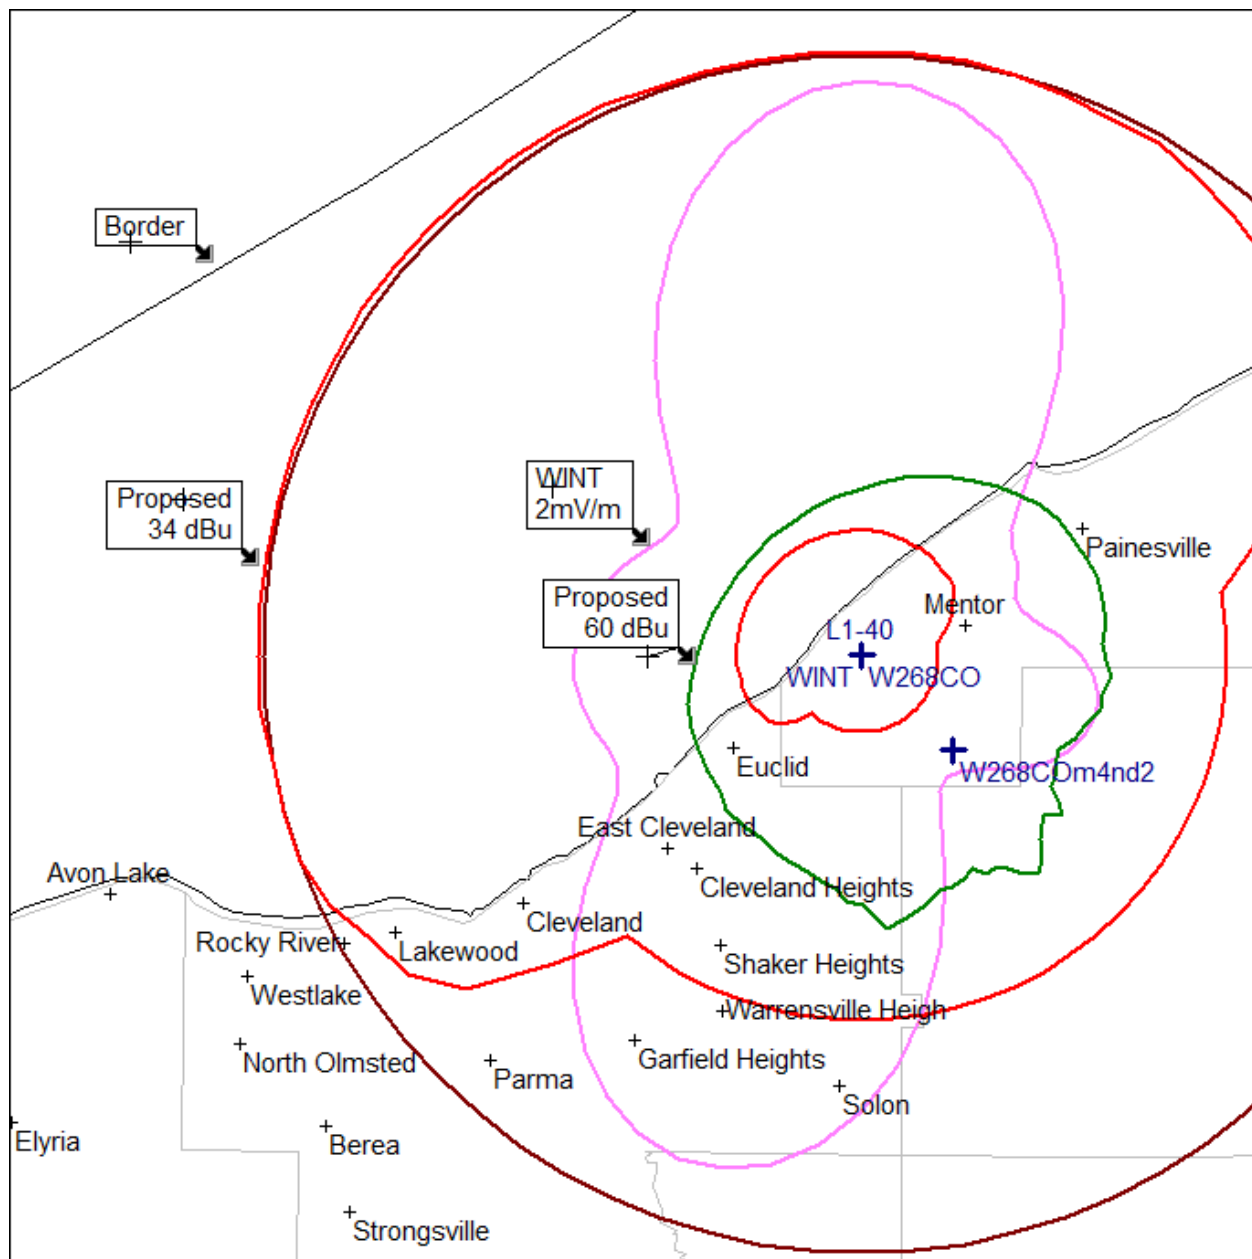 Border
WINT
2mV/m
Proposed
34 dBu
Painesville
Proposed
60 dBu
Mentor
L1-40
WINT W268CO
Euclid
W268COm4nd2
East Cleveland
Avon Lake
Cleveland Heights
Cleveland
Rocky River
Lakewood
Shaker Heights
Westlake
Warrensville Heigh
North Olmsted
Garfield Heights
Parma
Solon
Elyria
Berea
Strongsville